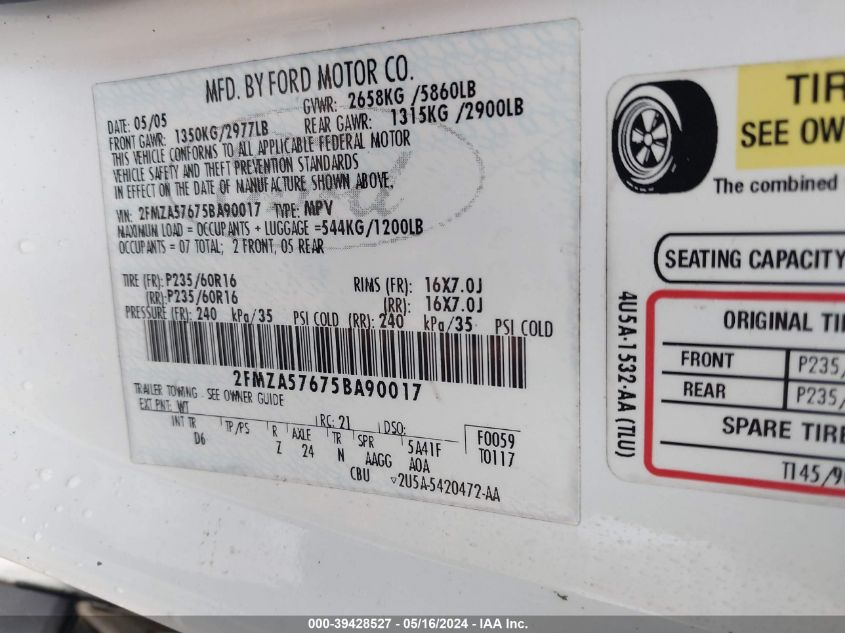 MFD. BY FORD MOTOR CO.
DATE: 05/05 GVWR: 2658KG /5860LB
FRONT GAWR: 1350KG/2977LB REAR GAWR: 1315KG /2900LB
THIS VEHICLE CONFORMS TO ALL APPLICABLE FEDERAL MOTOR
VEHICLE SAFETY AND THEFT PREVENTION STANDARDS
IN EFFECT ON THE DATE OF MANUFACTURE SHOWN ABOVE.
VIN: 2FMZA57675BA90017 TYPE: MPV
MAXIMUM LOAD = OCCUPANTS + LUGGAGE =544KG/1200LB
OCCUPANTS = 07 TOTAL; 2 FRONT, 05 REAR
TIRE (FR): P235/60R16 RIMS (FR): 16X7.0J
(RR): P235/60R16 (RR): 16X7.0J
PRESSURE (FR): 240 kPa/35 PSI COLD (RR): 240 kPa/35 PSI COLD
2FMZA57675BA90017
TRAILER TOWING: SEE OWNER GUIDE
EXT PNT: WT RC: 21 DSO:
INT TR TP/PS R AXLE TR SPR 5A41F F0059
D6 Z 24 N AAGG AOA T0117
CBU 2U5A-5420472-AA
Ford
TIR
SEE OW
The combined
SEATING CAPACITY
ORIGINAL TI
FRONT P235/
REAR P235/
SPARE TIRE
T145/9
4U5A-1532-AA (TLU)
000-39428527 - 05/16/2024 - IAA Inc.